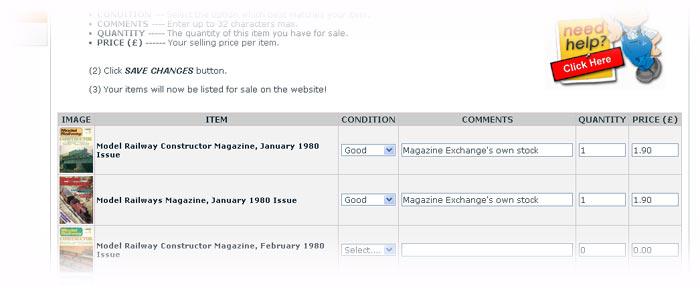 • CONDITION --- Select the option which best matches your item.
• COMMENTS ---- Enter up to 32 characters max.
• QUANTITY ----- The quantity of this item you have for sale.
• PRICE (£) ------ Your selling price per item.
need
help?
Click Here
(2) Click SAVE CHANGES button.
(3) Your items will now be listed for sale on the website!
IMAGE ITEM CONDITION COMMENTS QUANTITY PRICE (£)
Model Railway Constructor Magazine, January 1980
Issue
Good Magazine Exchange's own stock 1 1.90
Model Railways Magazine, January 1980 Issue Good Magazine Exchange's own stock 1 1.90
Model Railway Constructor Magazine, February 1980
Issue
Select.... 0 0.00